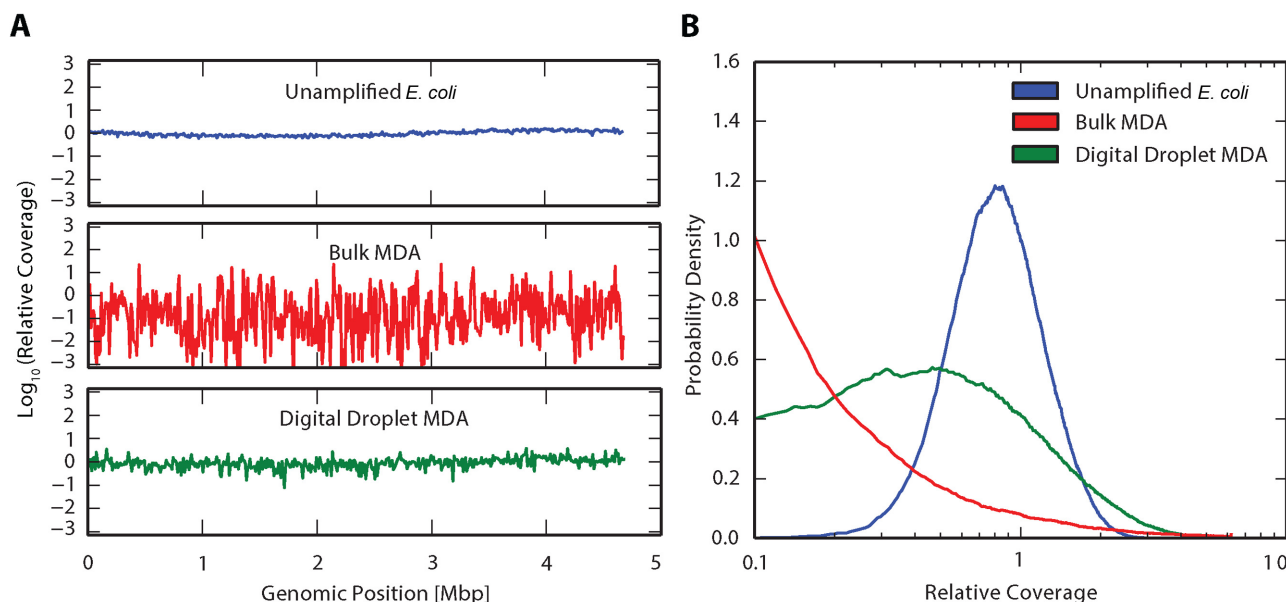 A
Log10 (Relative Coverage)
3
2
1
0
−1
−2
−3
Unamplified E. coli
3
2
1
0
−1
−2
−3
Bulk MDA
3
2
1
0
−1
−2
−3
Digital Droplet MDA
0 1 2 3 4 5
Genomic Position [Mbp]
B
Probability Density
1.6
1.4
1.2
1.0
0.8
0.6
0.4
0.2
0.0
Unamplified E. coli
Bulk MDA
Digital Droplet MDA
0.1 1 10
Relative Coverage